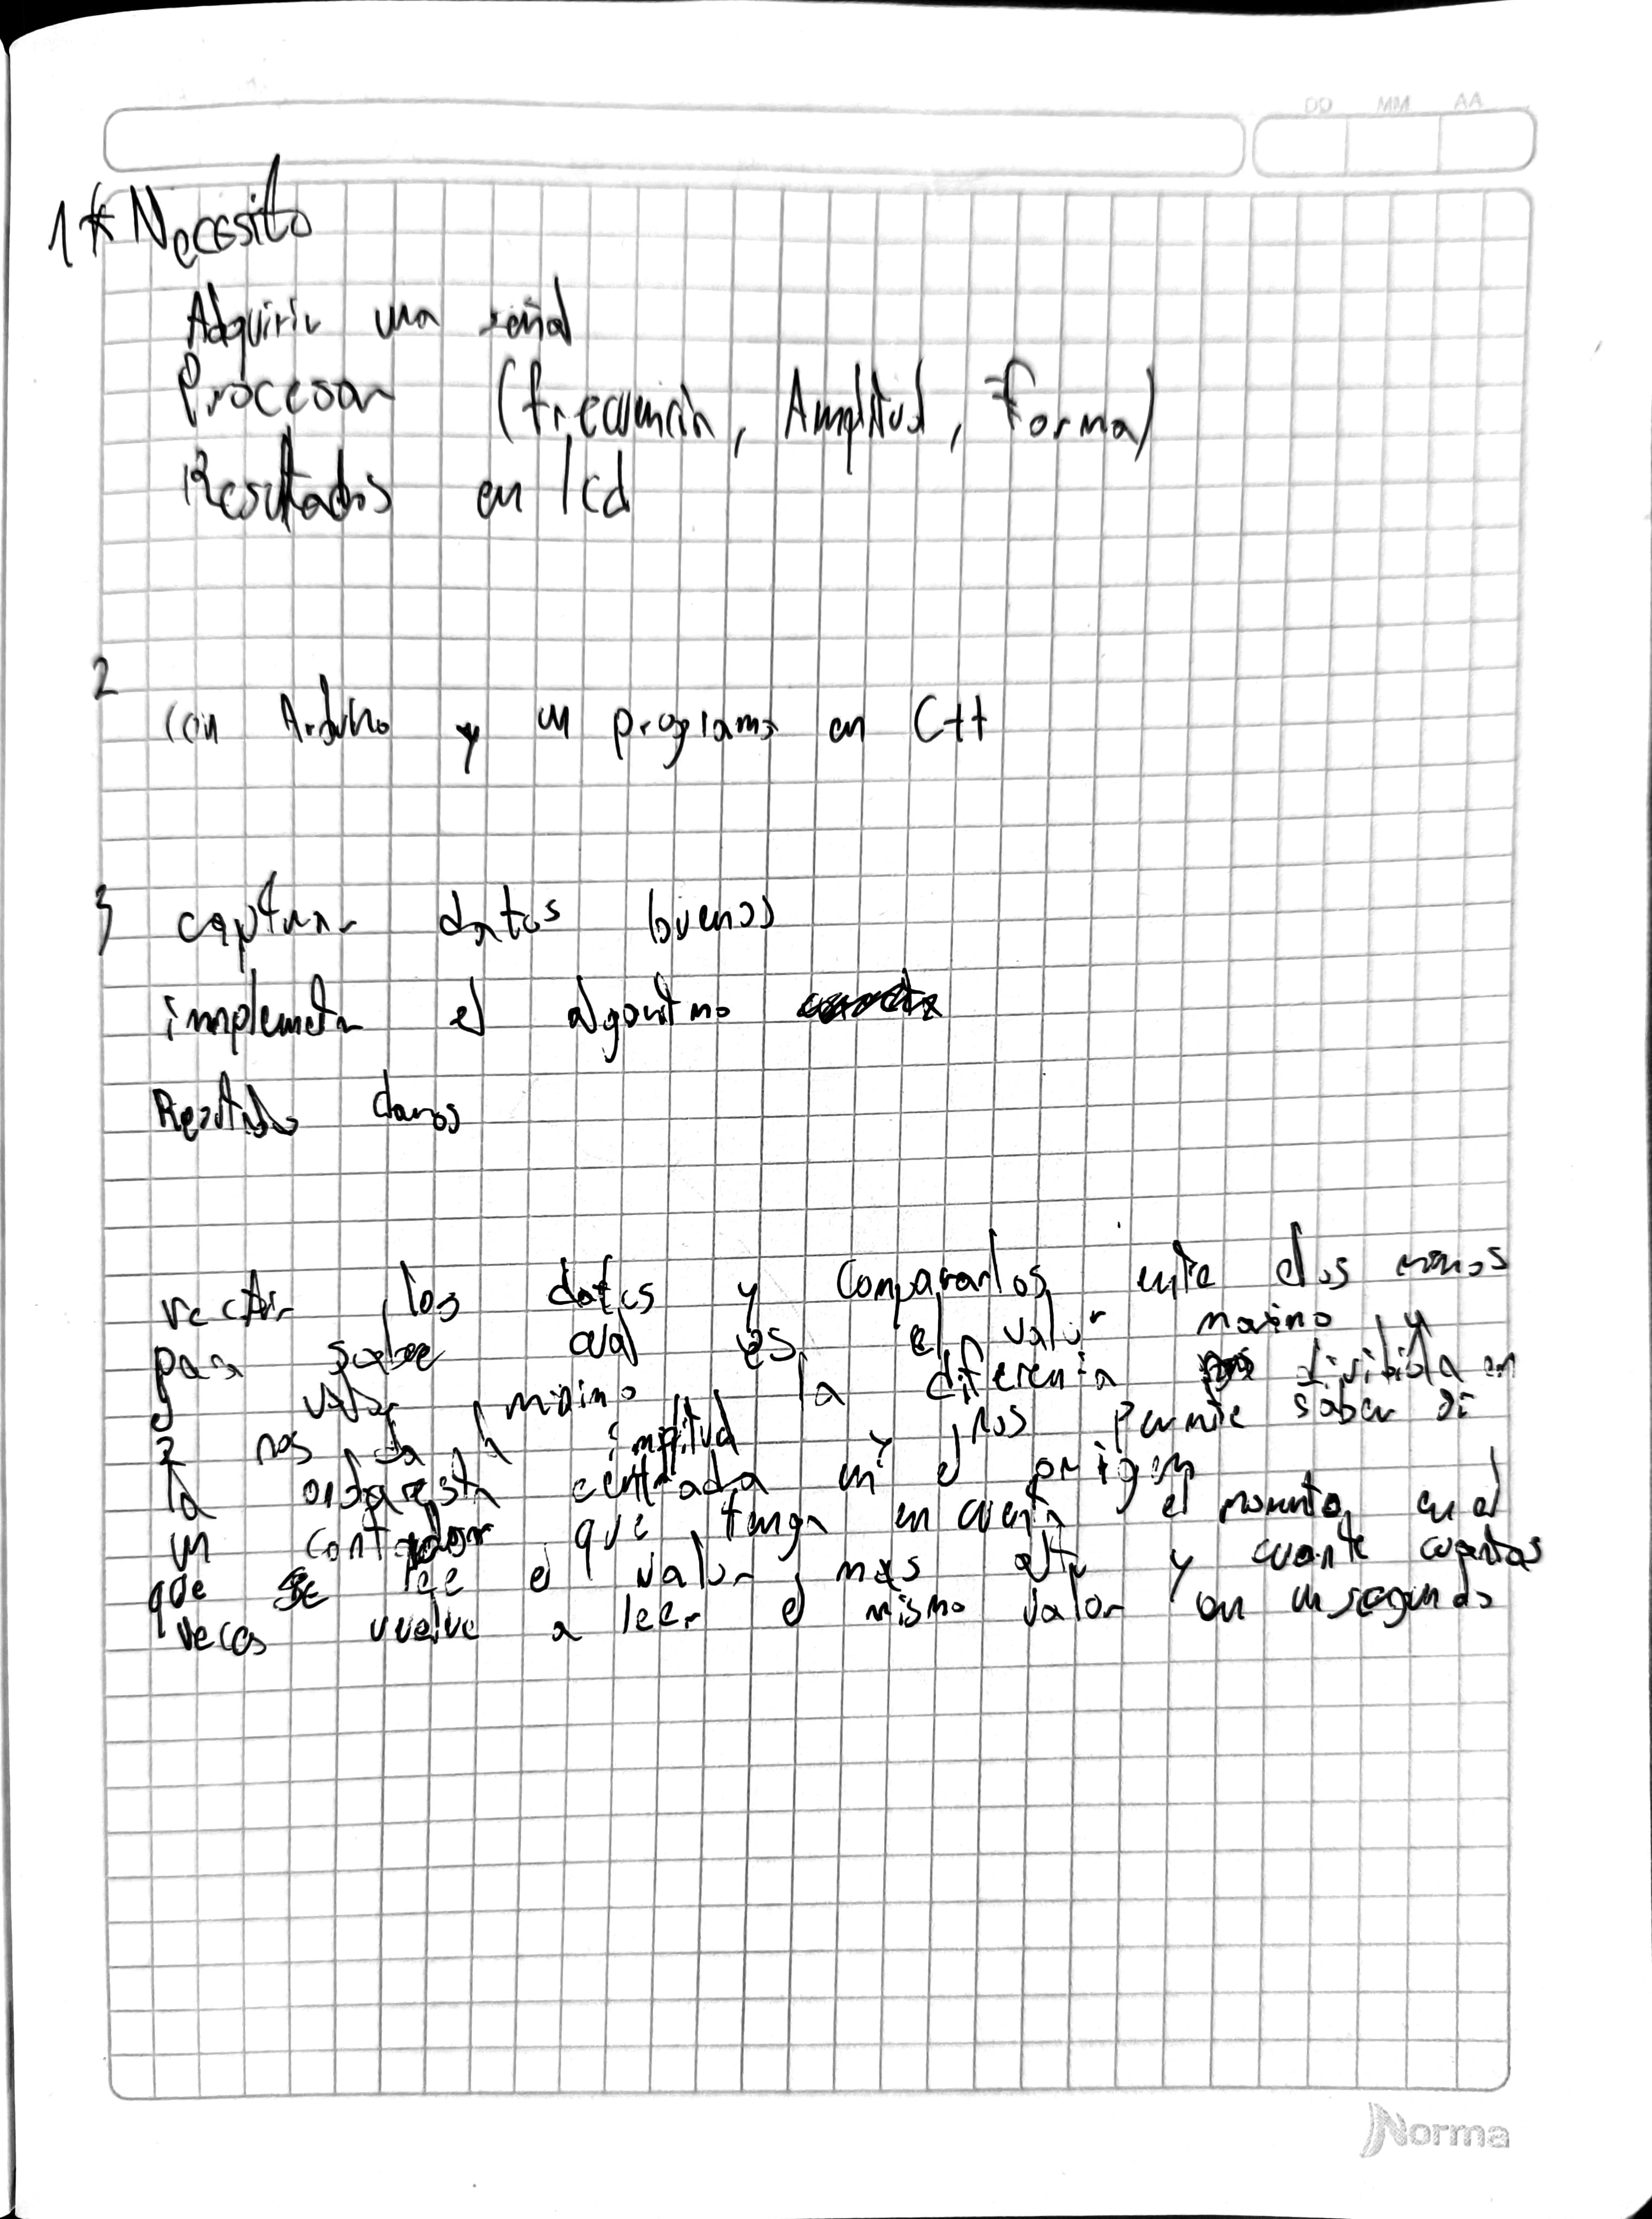 DD MM AA
1* Necesito
Adquirir una señal
Procesar (frecuencia, Amplitud, Forma)
Resultados en lcd
2
Con Arduino y un programa en C++
3 capturar datos buenos
implementar el algoritmo
Resultados claros
los datos y compararlos entre ellos mismos
para saber cual es el valor maximo y
el valor minimo la diferencia dividida en
2 nos da la amplitud y nos permite saber si
la onda esta centrada en el origen
un contador que tenga en cuenta el momento en el
que se lee el valor mas alto y cuante cuantas
veces vuelve a leer el mismo valor en un segundo
Norma